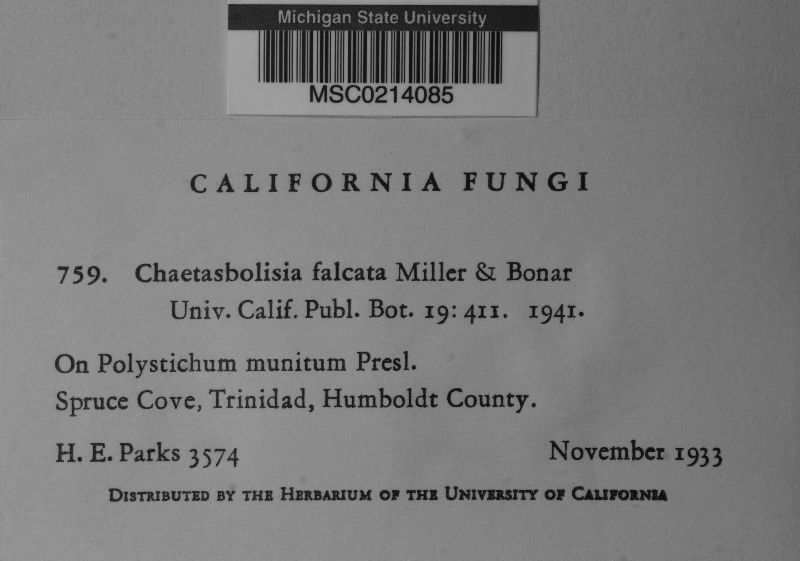 Michigan State University
MSC0214085
CALIFORNIA FUNGI
759. Chaetasbolisia falcata Miller & Bonar
Univ. Calif. Publ. Bot. 19: 411. 1941.
On Polystichum munitum Presl.
Spruce Cove, Trinidad, Humboldt County.
H. E. Parks 3574 November 1933
DISTRIBUTED BY THE HERBARIUM OF THE UNIVERSITY OF CALIFORNIA